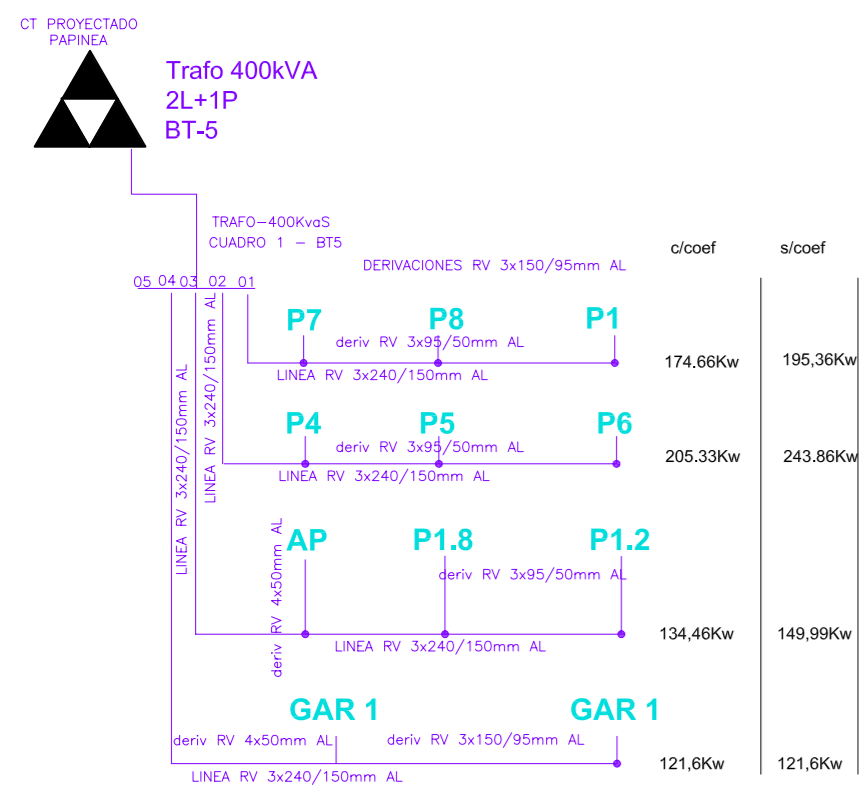 CT PROYECTADO
PAPINEA
Trafo 400kVA
2L+1P
BT-5
TRAFO-400KvaS
CUADRO 1 - BT5
c/coef
s/coef
DERIVACIONES RV 3x150/95mm AL
05 04 03 02 01
P7
P8
P1
deriv RV 3x95/50mm AL
LINEA RV 3x240/150mm AL
174.66Kw
195,36Kw
LINEA RV 3x240/150mm AL
LINEA RV 3x240/150mm AL
P4
P5
P6
deriv RV 3x95/50mm AL
LINEA RV 3x240/150mm AL
205.33Kw
243.86Kw
AP
P1.8
P1.2
deriv RV 4x50mm AL
deriv RV 3x95/50mm AL
LINEA RV 3x240/150mm AL
134,46Kw
149,99Kw
GAR 1
GAR 1
deriv RV 4x50mm AL
deriv RV 3x150/95mm AL
LINEA RV 3x240/150mm AL
121,6Kw
121,6Kw